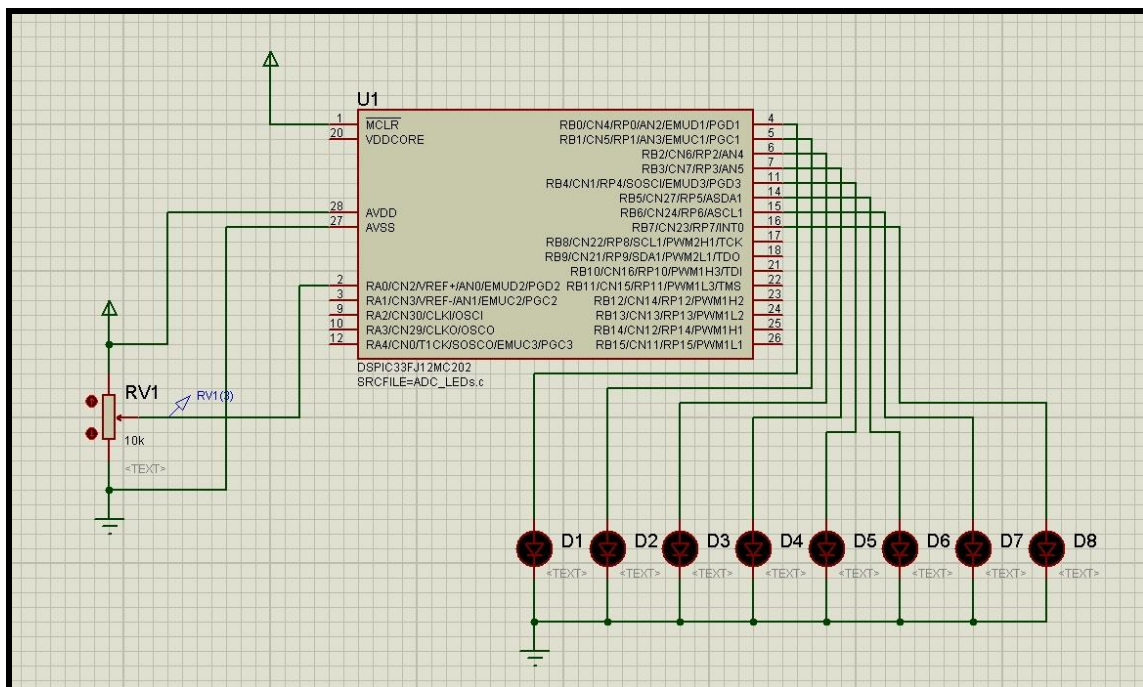 U1
1 MCLR
20 VDDCORE
28 AVDD
27 AVSS
2 RA0/CN2/VREF+/AN0/EMUD2/PGD2
3 RA1/CN3/VREF-/AN1/EMUC2/PGC2
9 RA2/CN30/CLKI/OSCI
10 RA3/CN29/CLKO/OSCO
12 RA4/CN0/T1CK/SOSCO/EMUC3/PGC3
RB0/CN4/RP0/AN2/EMUD1/PGD1 4
RB1/CN5/RP1/AN3/EMUC1/PGC1 5
RB2/CN6/RP2/AN4 6
RB3/CN7/RP3/AN5 7
RB4/CN1/RP4/SOSCI/EMUD3/PGD3 11
RB5/CN27/RP5/ASDA1 14
RB6/CN24/RP6/ASCL1 15
RB7/CN23/RP7/INT0 16
RB8/CN22/RP8/SCL1/PWM2H1/TCK 17
RB9/CN21/RP9/SDA1/PWM2L1/TDO 18
RB10/CN16/RP10/PWM1H3/TDI 21
RB11/CN15/RP11/PWM1L3/TMS 22
RB12/CN14/RP12/PWM1H2 23
RB13/CN13/RP13/PWM1L2 24
RB14/CN12/RP14/PWM1H1 25
RB15/CN11/RP15/PWM1L1 26
DSPIC33FJ12MC202
SRCFILE=ADC_LEDs.c
RV1
RV1(3)
10k
<TEXT>
D1 D2 D3 D4 D5 D6 D7 D8
<TEXT> <TEXT> <TEXT> <TEXT> <TEXT> <TEXT> <TEXT> <TEXT>